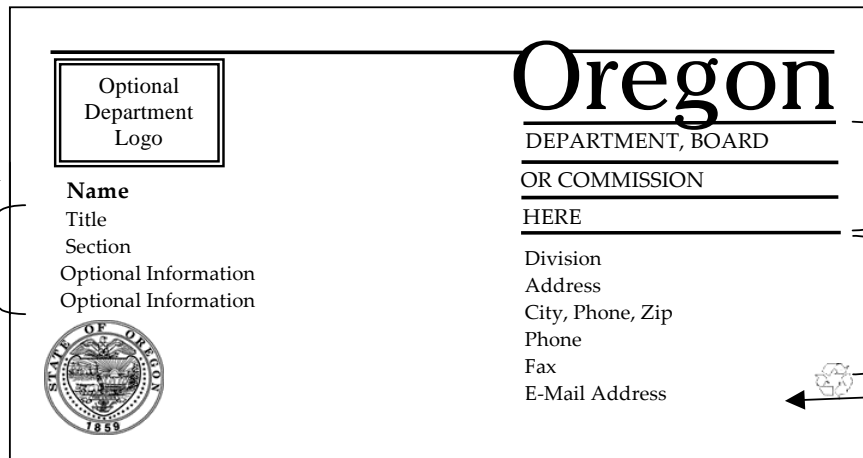 Oregon
Optional
Department
Logo
DEPARTMENT, BOARD
OR COMMISSION
HERE
Name
Title
Section
Optional Information
Optional Information
Division
Address
City, Phone, Zip
Phone
Fax
E-Mail Address
STATE OF OREGON
1859